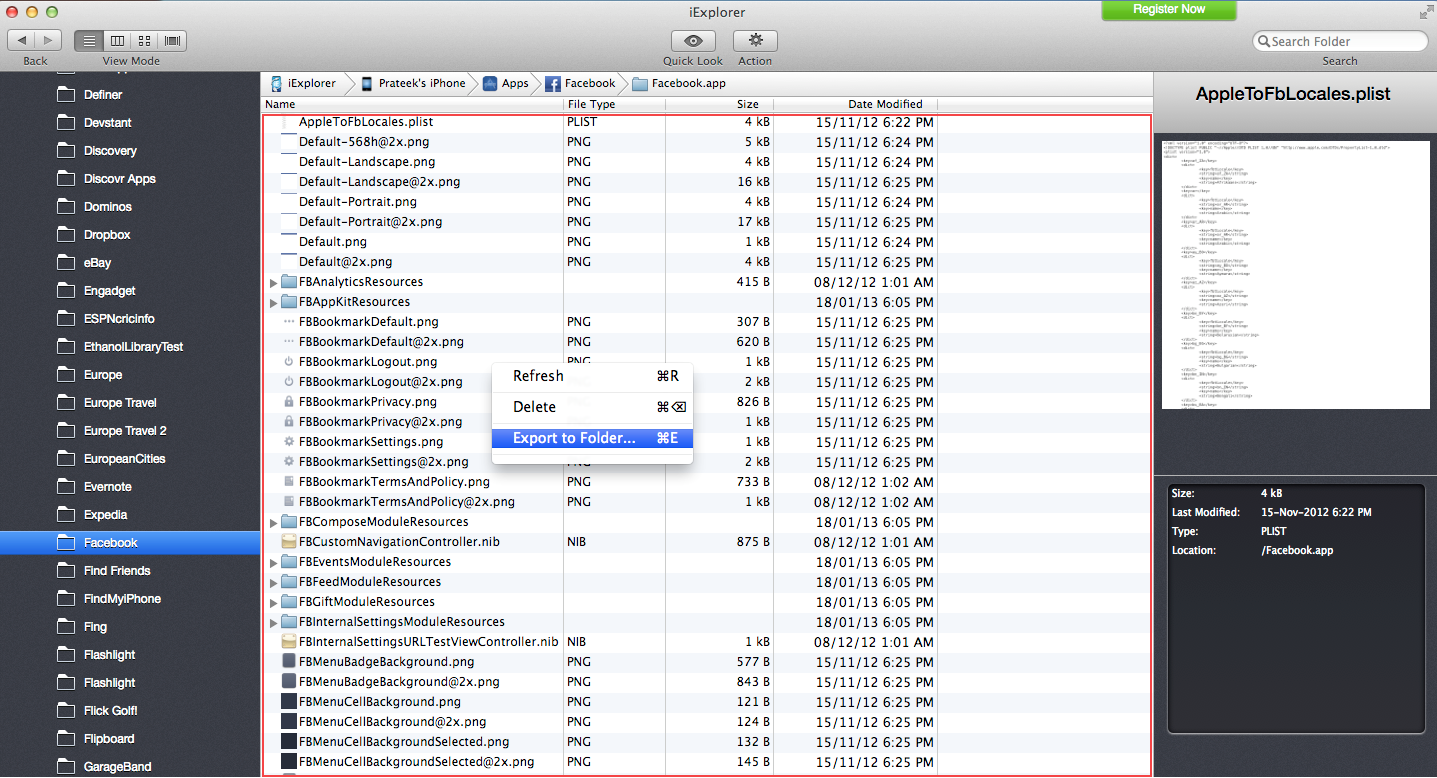 iExplorer
Register Now
Back
View Mode
Quick Look
Action
Search Folder
Search
Definer
Devstant
Discovery
Discovr Apps
Dominos
Dropbox
eBay
Engadget
ESPNcricInfo
EthanolLibraryTest
Europe
Europe Travel
Europe Travel 2
EuropeanCities
Evernote
Expedia
Facebook
Find Friends
FindMyiPhone
Fing
Flashlight
Flashlight
Flick Golf!
Flipboard
GarageBand
iExplorer Prateek's iPhone Apps Facebook Facebook.app
Name File Type Size Date Modified
AppleToFbLocales.plist PLIST 4 kB 15/11/12 6:22 PM
Default-568h@2x.png PNG 5 kB 15/11/12 6:24 PM
Default-Landscape.png PNG 4 kB 15/11/12 6:24 PM
Default-Landscape@2x.png PNG 16 kB 15/11/12 6:24 PM
Default-Portrait.png PNG 4 kB 15/11/12 6:24 PM
Default-Portrait@2x.png PNG 17 kB 15/11/12 6:25 PM
Default.png PNG 1 kB 15/11/12 6:24 PM
Default@2x.png PNG 4 kB 15/11/12 6:25 PM
FBAnalyticsResources 415 B 08/12/12 1:01 AM
FBAppKitResources 18/01/13 6:05 PM
FBBookmarkDefault.png PNG 307 B 15/11/12 6:25 PM
FBBookmarkDefault@2x.png PNG 620 B 15/11/12 6:25 PM
FBBookmarkLogout.png PNG 1 kB 15/11/12 6:25 PM
FBBookmarkLogout@2x.png 2 kB 15/11/12 6:25 PM
FBBookmarkPrivacy.png 826 B 15/11/12 6:25 PM
FBBookmarkPrivacy@2x.png 1 kB 15/11/12 6:25 PM
FBBookmarkSettings.png 1 kB 15/11/12 6:25 PM
FBBookmarkSettings@2x.png PNG 2 kB 15/11/12 6:25 PM
FBBookmarkTermsAndPolicy.png PNG 733 B 08/12/12 1:02 AM
FBBookmarkTermsAndPolicy@2x.png PNG 1 kB 08/12/12 1:02 AM
FBComposeModuleResources 18/01/13 6:05 PM
FBCustomNavigationController.nib NIB 875 B 08/12/12 1:01 AM
FBEventsModuleResources 18/01/13 6:05 PM
FBFeedModuleResources 18/01/13 6:05 PM
FBGiftModuleResources 18/01/13 6:05 PM
FBInternalSettingsModuleResources 18/01/13 6:05 PM
FBInternalSettingsURLTestViewController.nib NIB 1 kB 08/12/12 1:01 AM
FBMenuBadgeBackground.png PNG 577 B 15/11/12 6:25 PM
FBMenuBadgeBackground@2x.png PNG 843 B 15/11/12 6:25 PM
FBMenuCellBackground.png PNG 121 B 15/11/12 6:25 PM
FBMenuCellBackground@2x.png PNG 124 B 15/11/12 6:25 PM
FBMenuCellBackgroundSelected.png PNG 132 B 15/11/12 6:25 PM
FBMenuCellBackgroundSelected@2x.png PNG 145 B 15/11/12 6:25 PM
Refresh ⌘R
Delete ⌘⌫
Export to Folder... ⌘E
AppleToFbLocales.plist
Size: 4 kB
Last Modified: 15-Nov-2012 6:22 PM
Type: PLIST
Location: /Facebook.app